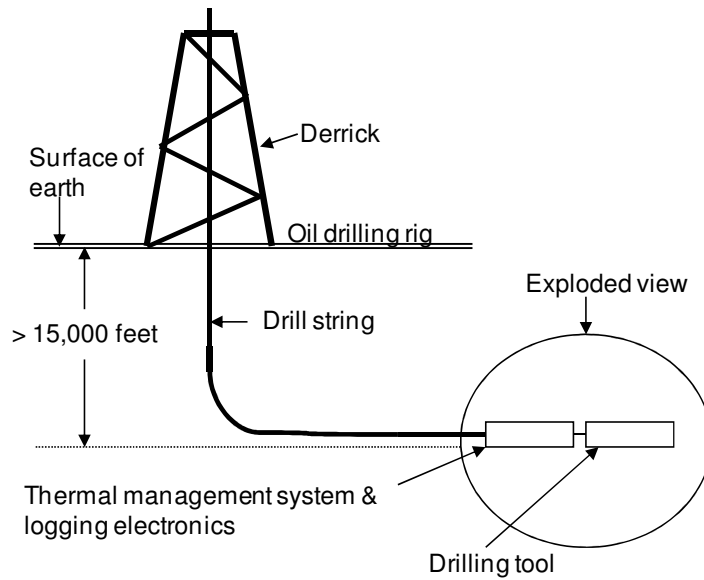 Derrick
Surface of
earth
Oil drilling rig
Exploded view
Drill string
> 15,000 feet
Thermal management system &
logging electronics
Drilling tool